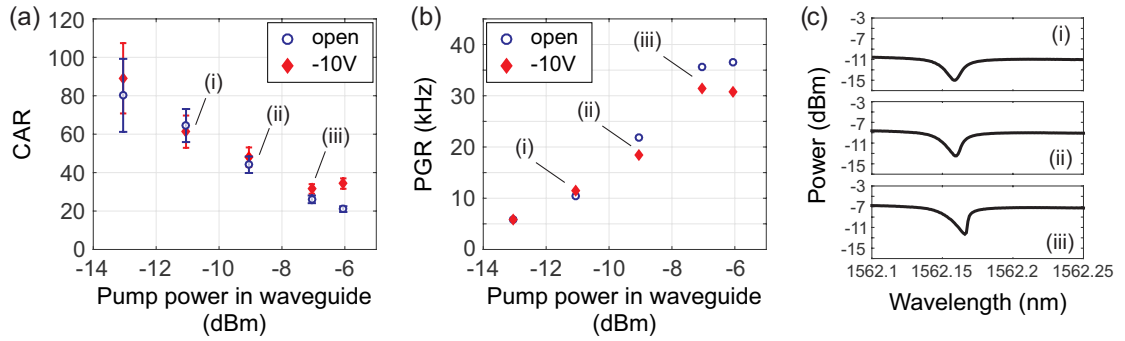 (a)
120
100
80
60
40
20
0
CAR
open
-10V
(i)
(ii)
(iii)
-14
-12
-10
-8
-6
Pump power in waveguide
(dBm)
(b)
40
30
20
10
0
PGR (kHz)
open
-10V
(i)
(ii)
(iii)
-14
-12
-10
-8
-6
Pump power in waveguide
(dBm)
(c)
Power (dBm)
-3
-7
-11
-15
(i)
-3
-7
-11
-15
(ii)
-3
-7
-11
-15
(iii)
1562.1
1562.15
1562.2
1562.25
Wavelength (nm)